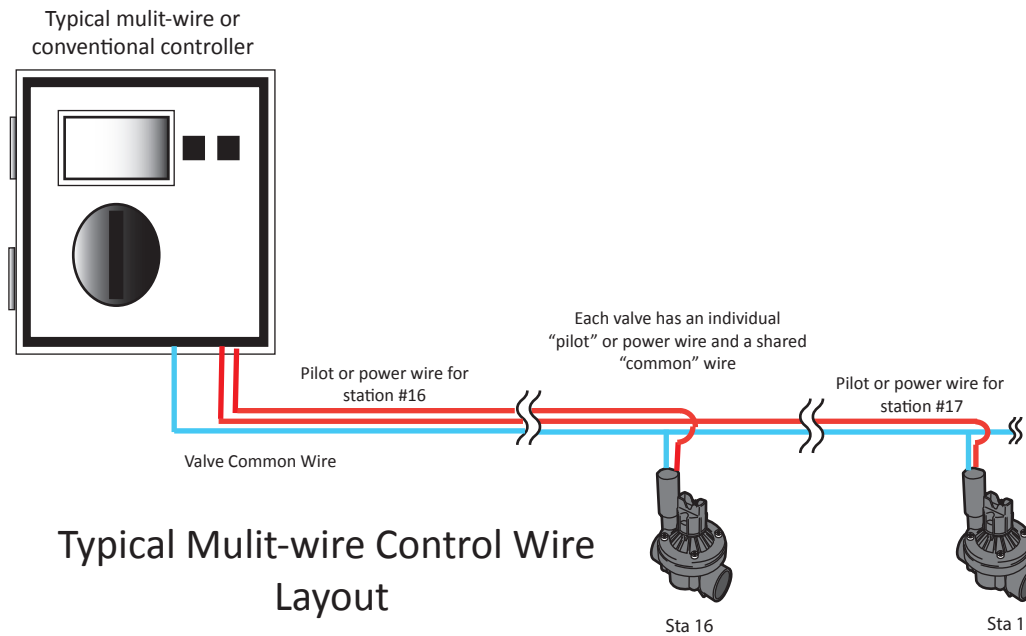 Typical mulit-wire or
conventional controller
Each valve has an individual
“pilot” or power wire and a shared
“common” wire
Pilot or power wire for
station #16
Pilot or power wire for
station #17
Valve Common Wire
Typical Mulit-wire Control Wire
Layout
Sta 16
Sta 1